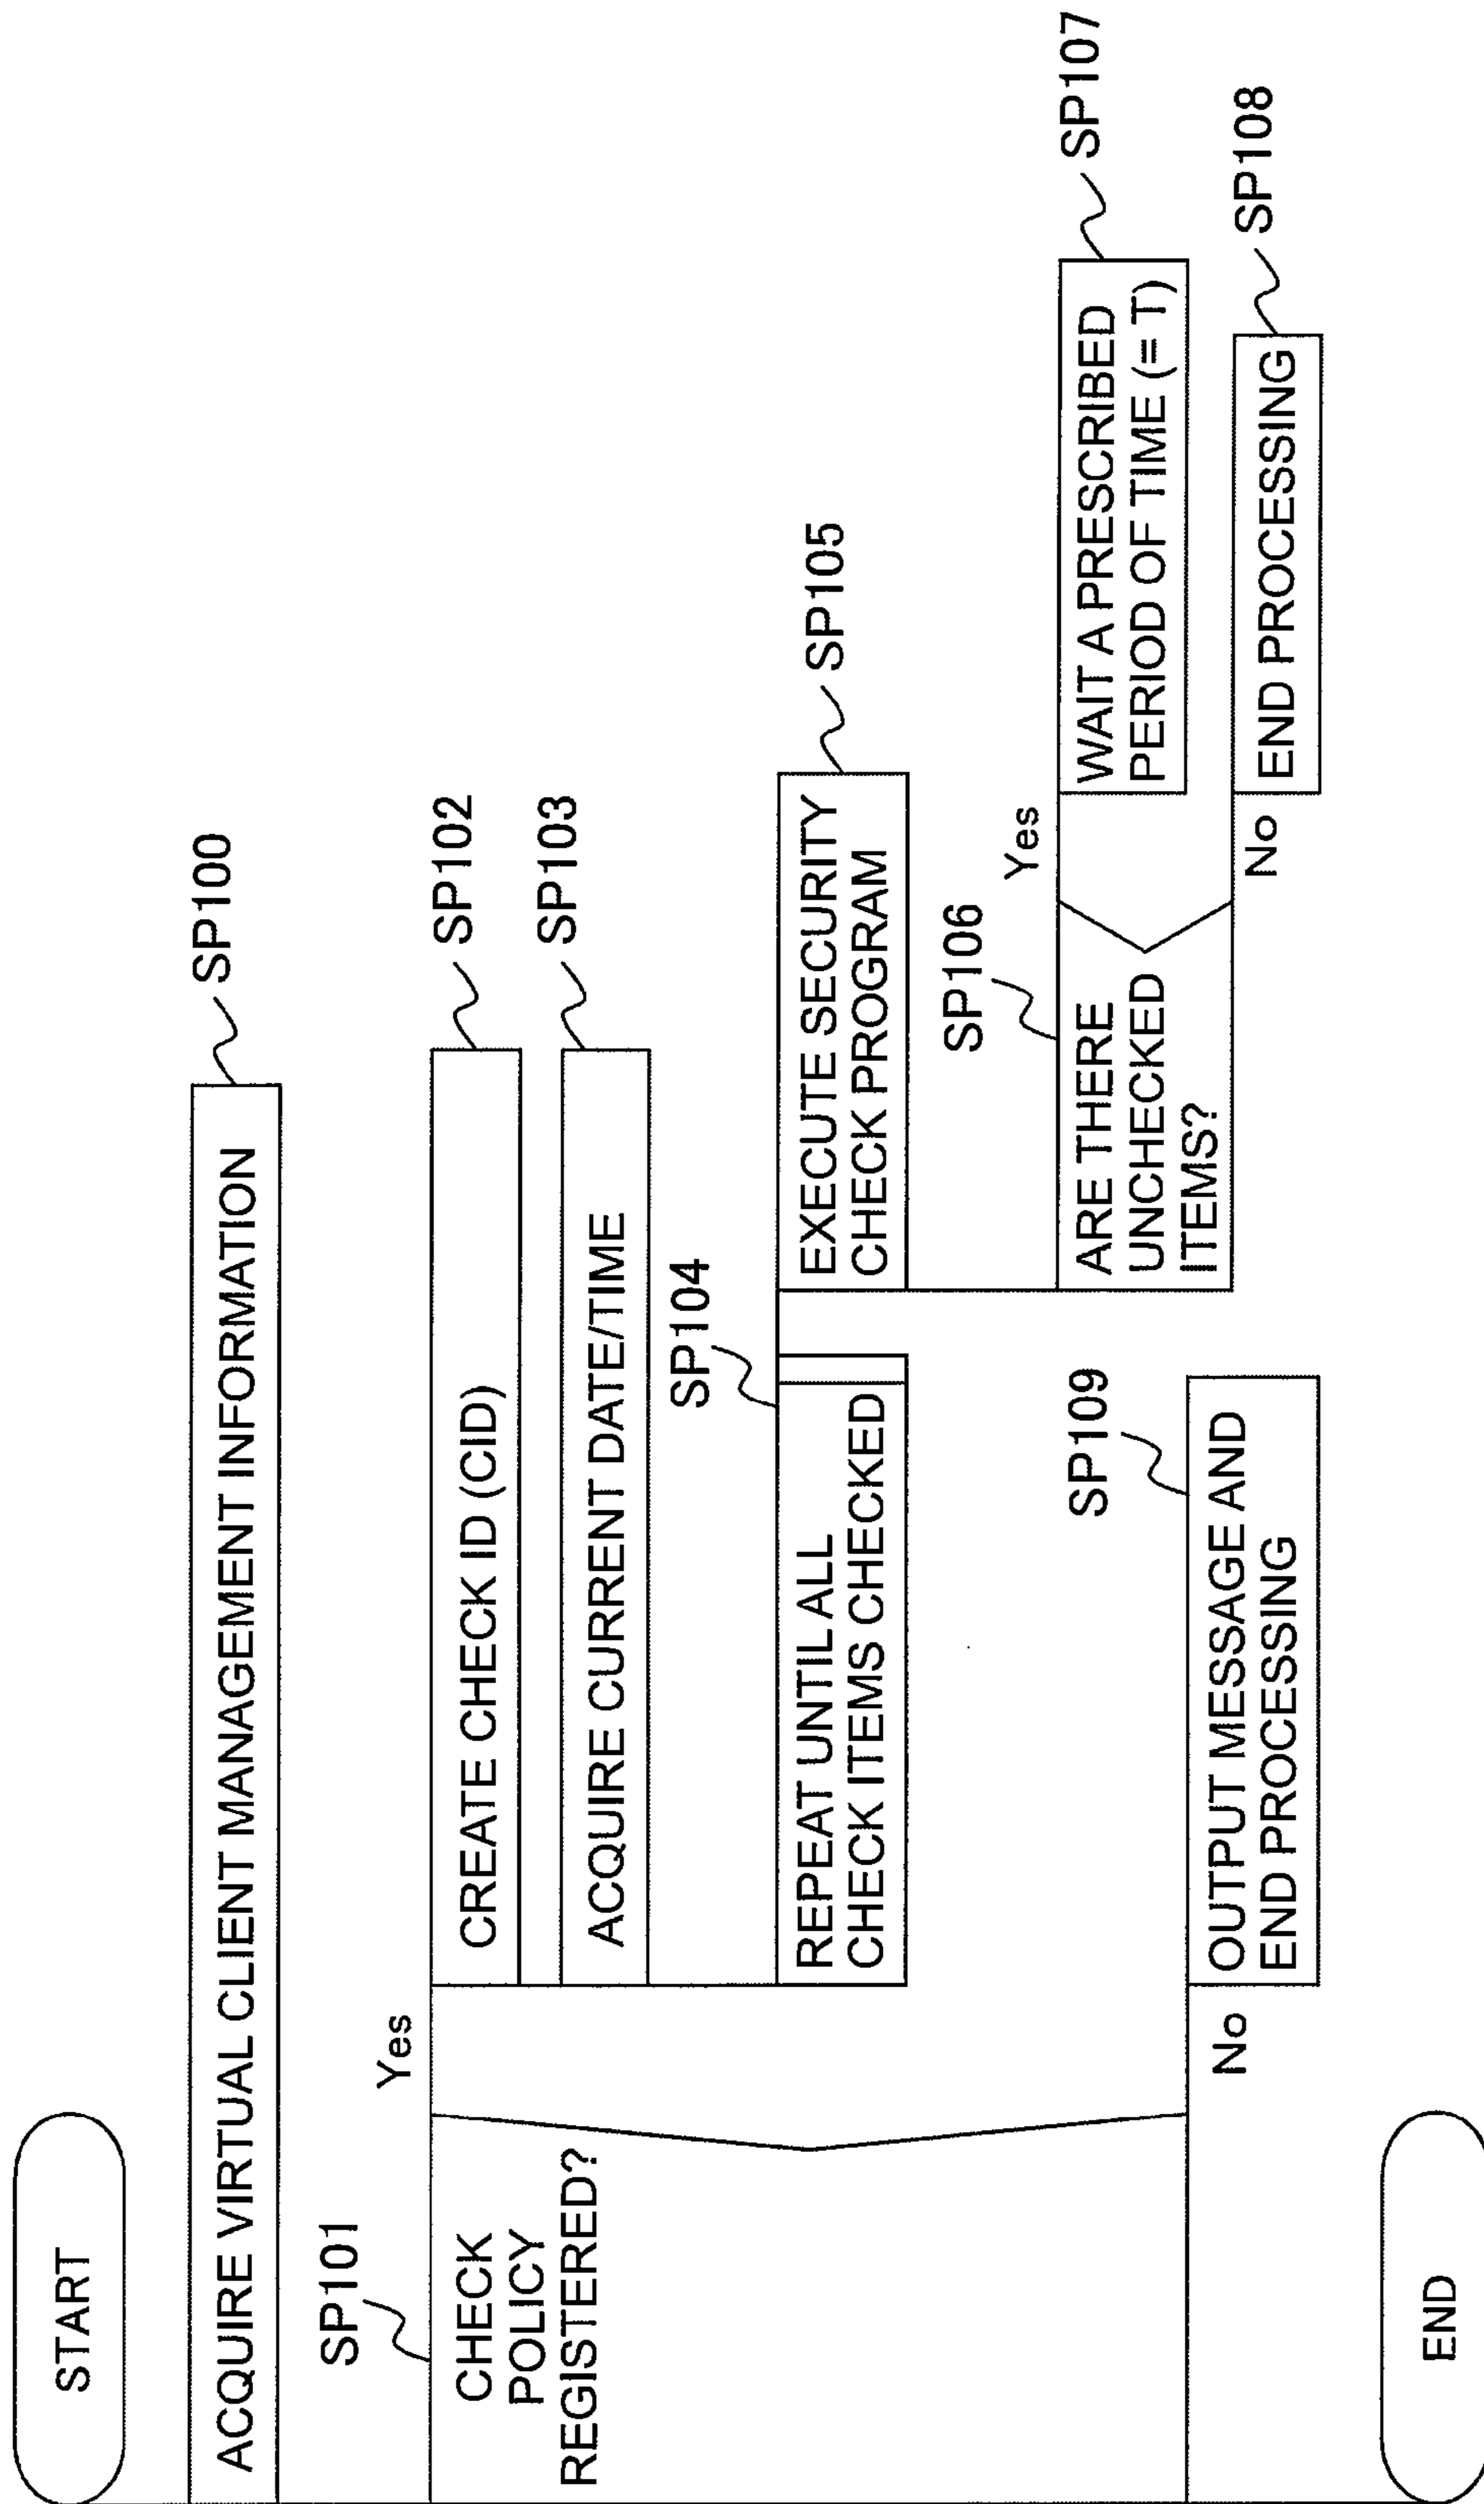 START
ACQUIRE VIRTUAL CLIENT MANAGEMENT INFORMATION
SP100
SP101
CHECK
POLICY
REGISTERED?
Yes
CREATE CHECK ID (CID)
SP102
ACQUIRE CURRENT DATE/TIME
SP103
SP104
REPEAT UNTIL ALL
CHECK ITEMS CHECKED
EXECUTE SECURITY
CHECK PROGRAM
SP105
SP106
ARE THERE
UNCHECKED
ITEMS?
Yes
WAIT A PRESCRIBED
PERIOD OF TIME (= T)
SP107
No
END PROCESSING
SP108
No
SP109
OUTPUT MESSAGE AND
END PROCESSING
END